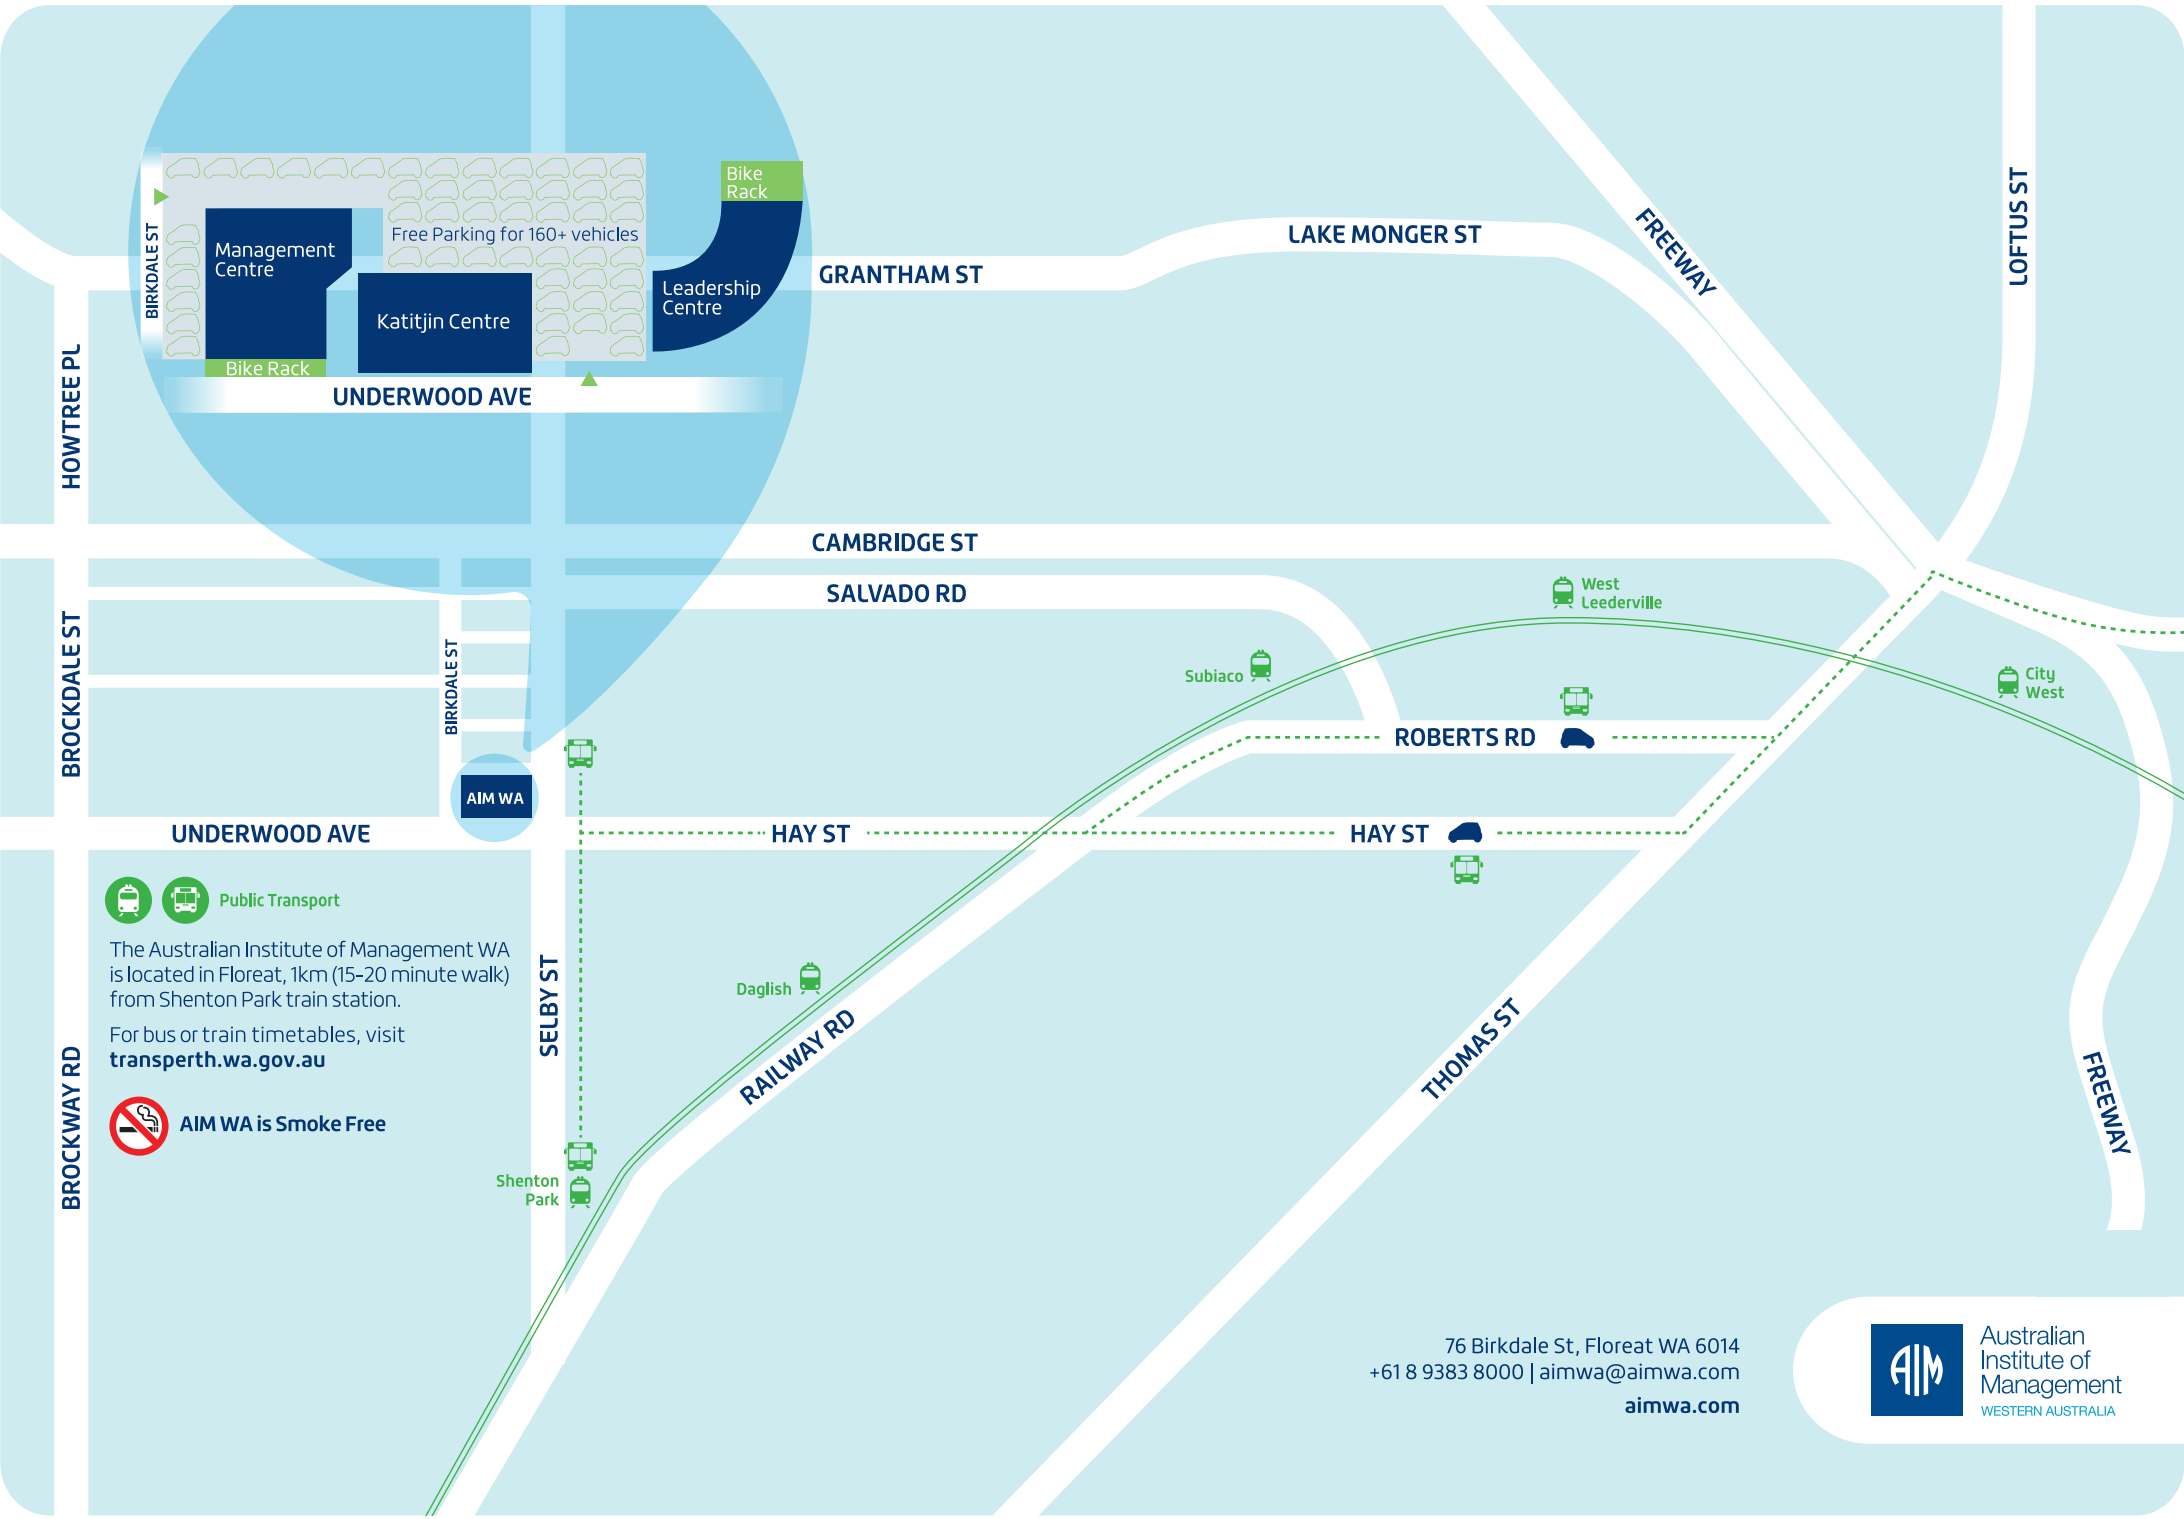 Bike
Rack
Free Parking for 160+ vehicles
BIRKDALE ST
Management
Centre
Katitjin Centre
Leadership
Centre
Bike Rack
UNDERWOOD AVE
GRANTHAM ST
LAKE MONGER ST
FREEWAY
LOFTUS ST
HOWTREE PL
CAMBRIDGE ST
SALVADO RD
West
Leederville
BROCKDALE ST
BIRKDALE ST
Subiaco
City
West
ROBERTS RD
AIM WA
UNDERWOOD AVE
HAY ST
HAY ST
Public Transport
The Australian Institute of Management WA
is located in Floreat, 1km (15-20 minute walk)
from Shenton Park train station.
For bus or train timetables, visit
transperth.wa.gov.au
AIM WA is Smoke Free
BROCKWAY RD
SELBY ST
Daglish
RAILWAY RD
THOMAS ST
FREEWAY
Shenton
Park
76 Birkdale St, Floreat WA 6014
+61 8 9383 8000 | aimwa@aimwa.com
aimwa.com
AIM
Australian
Institute of
Management
WESTERN AUSTRALIA